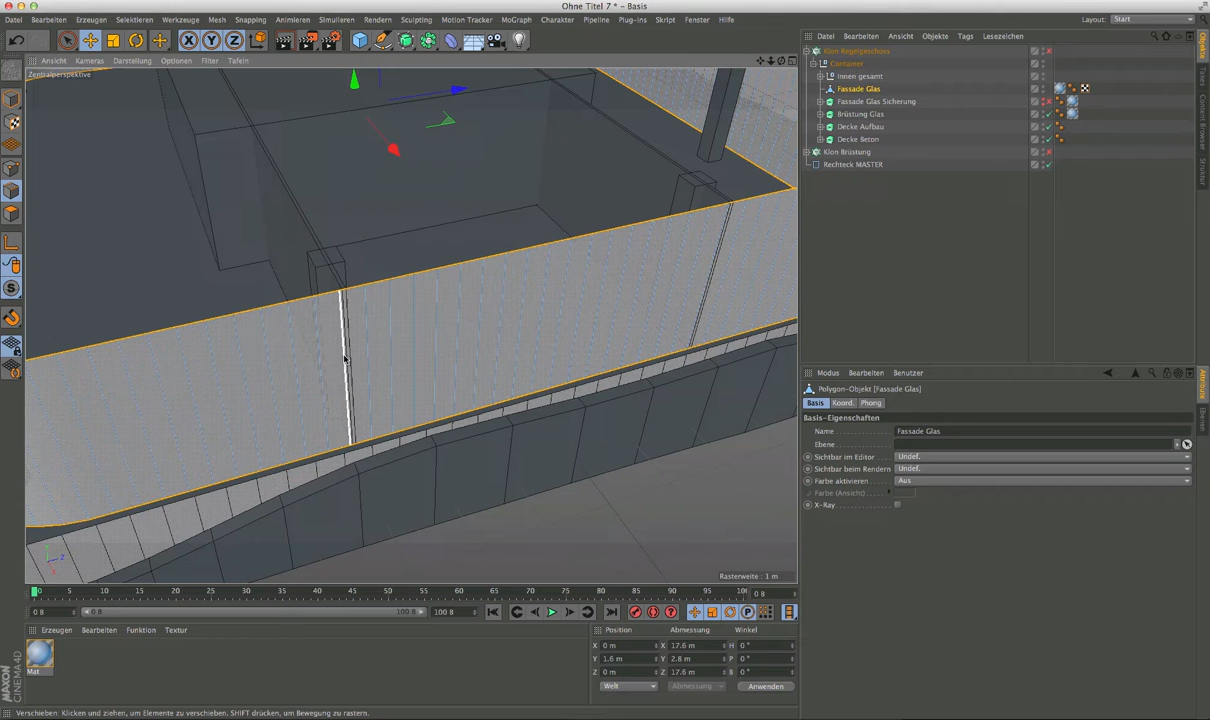 Ohne Titel 7 * - Basis
Datei Bearbeiten Erzeugen Selektieren Werkzeuge Mesh Snapping Animieren Simulieren Rendern Sculpting Motion Tracker MoGraph Charakter Pipeline Plug-ins Skript Fenster Hilfe
Layout: Start
Ansicht Kameras Darstellung Optionen Filter Tafeln
Zentralperspektive
Datei Bearbeiten Ansicht Objekte Tags Lesezeichen
Klon Regelgeschoss
Container
Innen gesamt
Fassade Glas
Fassade Glas Sicherung
Brüstung Glas
Decke Aufbau
Decke Beton
Klon Brüstung
Rechteck MASTER
Objekte
Takes
Content Browser
Struktur
Modus Bearbeiten Benutzer
Polygon-Objekt [Fassade Glas]
Basis Koord. Phong
Basis-Eigenschaften
Name Fassade Glas
Ebene
Sichtbar im Editor Undef.
Sichtbar beim Rendern Undef.
Farbe aktivieren Aus
Farbe (Ansicht)
X-Ray
Attribute
Ebenen
Rasterweite : 1 m
0 5 10 15 20 25 30 35 40 45 50 55 60 65 70 75 80 85 90 95 100
0 B
0 B 0 B 100 B 100 B
Erzeugen Bearbeiten Funktion Textur
Mat
Position Abmessung Winkel
X 0 m X 17.6 m H 0 °
Y 1.6 m Y 2.8 m P 0 °
Z 0 m Z 17.6 m B 0 °
Welt Abmessung Anwenden
MAXON CINEMA4D
Verschieben: Klicken und ziehen, um Elemente zu verschieben. SHIFT drücken, um Bewegung zu rastern.